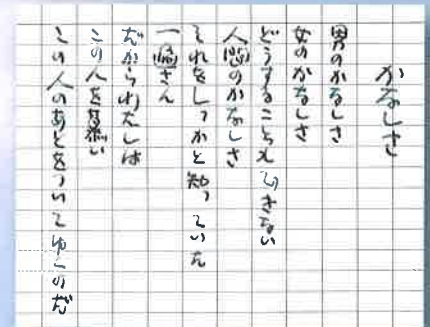 かなしさ
男のかなしさ
女のかなしさ
どうすることもできない
人間のかなしさ
それをしっかと知っていた
一遍さん
だからわたしは
この人を慕い
この人のあとをついてゆくのだ